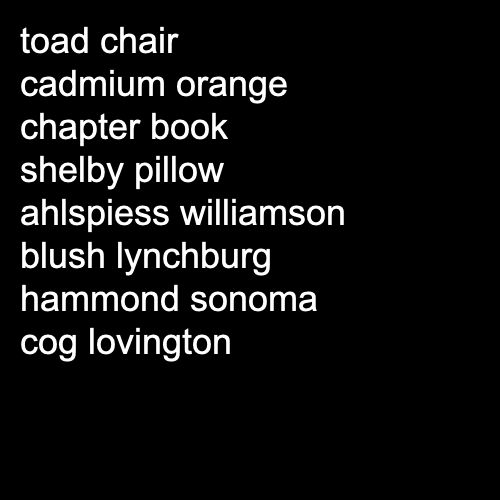 toad chair
cadmium orange
chapter book
shelby pillow
ahlspiess williamson
blush lynchburg
hammond sonoma
cog lovington